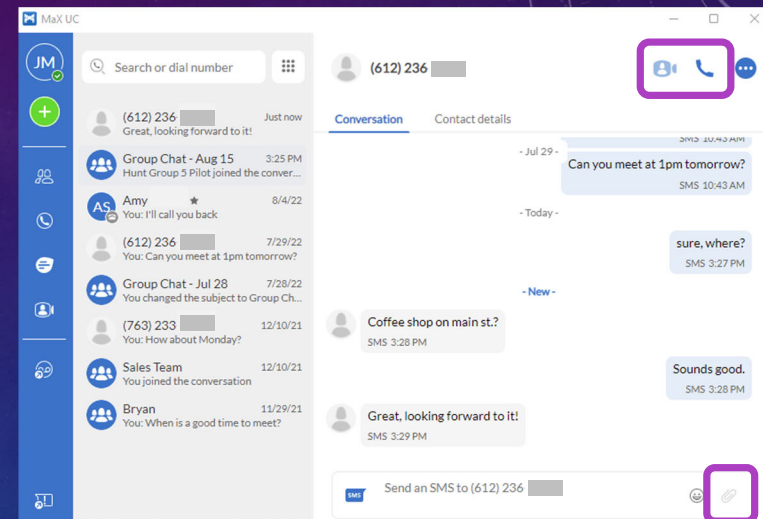 MaX UC
JM
Search or dial number
(612) 236
Just now
Great, looking forward to it!
Group Chat - Aug 15
3:25 PM
Hunt Group 5 Pilot joined the conver...
AS
Amy
8/4/22
You: I'll call you back
(612) 236
7/29/22
You: Can you meet at 1pm tomorrow?
Group Chat - Jul 28
7/28/22
You changed the subject to Group Ch...
(763) 233
12/10/21
You: How about Monday?
Sales Team
12/10/21
You joined the conversation
Bryan
11/29/21
You: When is a good time to meet?
(612) 236
Conversation
Contact details
SMS 10:43 AM
- Jul 29 -
Can you meet at 1pm tomorrow?
SMS 10:43 AM
- Today -
sure, where?
SMS 3:27 PM
- New -
Coffee shop on main st.?
SMS 3:28 PM
Sounds good.
SMS 3:28 PM
Great, looking forward to it!
SMS 3:29 PM
SMS
Send an SMS to (612) 236